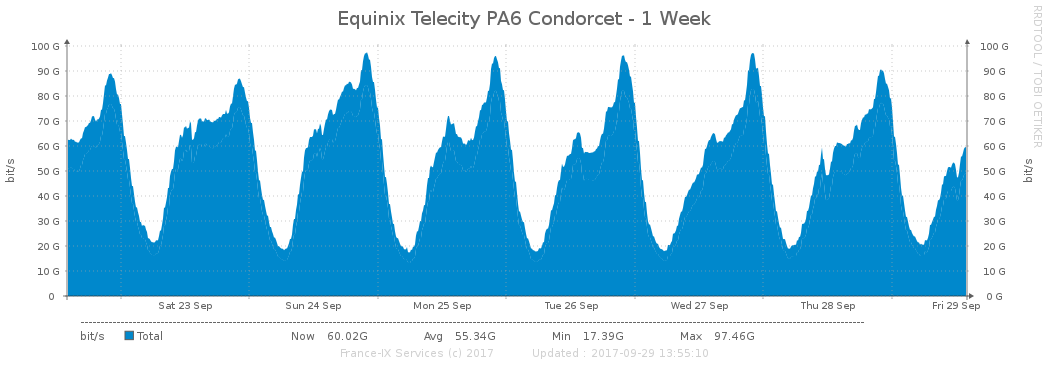 Equinix Telecity PA6 Condorcet - 1 Week
RRDTOOL / TOBI OETIKER
bit/s
100 G
90 G
80 G
70 G
60 G
50 G
40 G
30 G
20 G
10 G
0
100 G
90 G
80 G
70 G
60 G
50 G
40 G
30 G
20 G
10 G
0 G
bit/s
Sat 23 Sep Sun 24 Sep Mon 25 Sep Tue 26 Sep Wed 27 Sep Thu 28 Sep Fri 29 Sep
bit/s Total Now 60.02G Avg 55.34G Min 17.39G Max 97.46G
France-IX Services (c) 2017 Updated : 2017-09-29 13:55:10